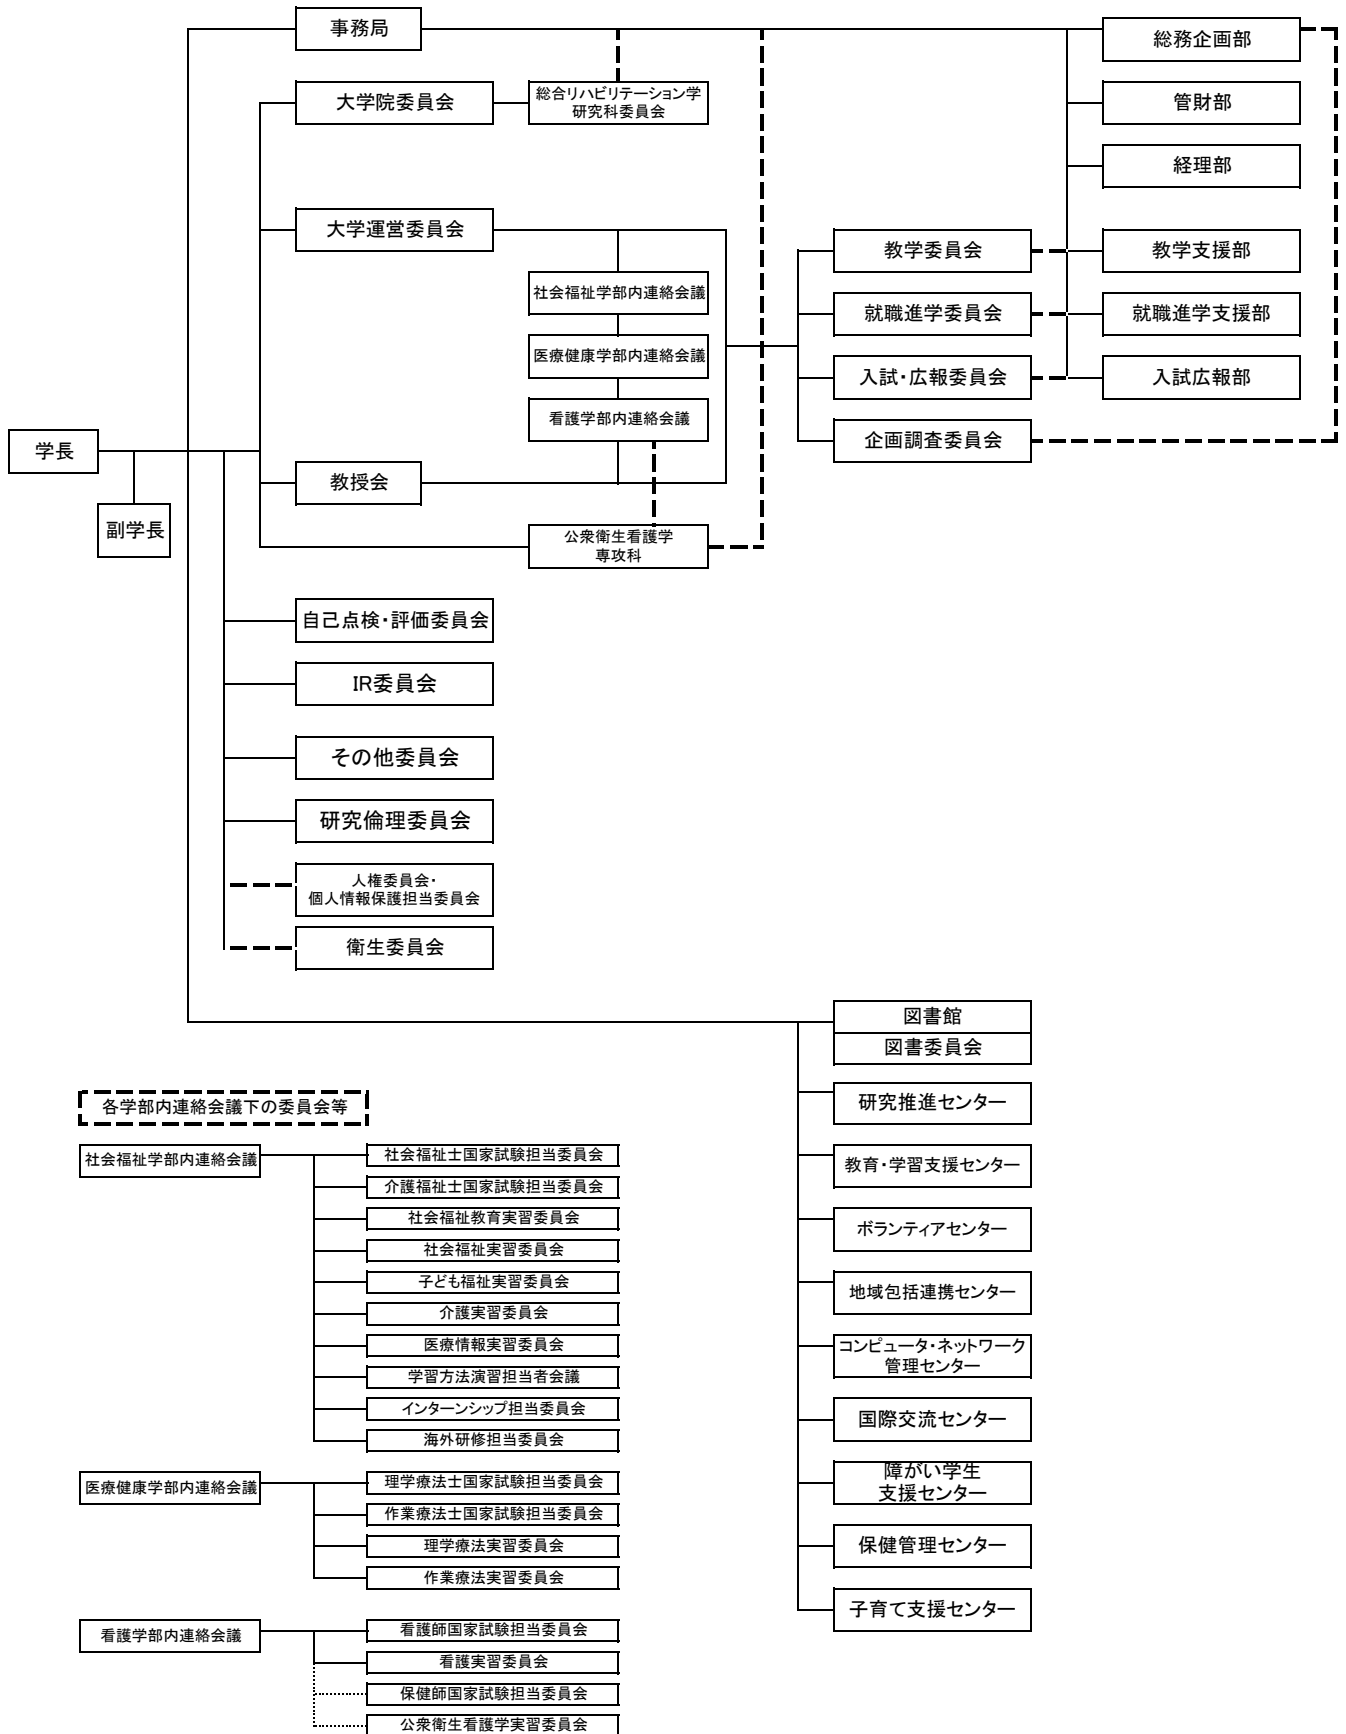 事務局
総務企画部
大学院委員会
総合リハビリテーション学
研究科委員会
管財部
経理部
大学運営委員会
教学委員会
教学支援部
社会福祉学部内連絡会議
就職進学委員会
就職進学支援部
医療健康学部内連絡会議
入試・広報委員会
入試広報部
看護学部内連絡会議
企画調査委員会
学長
教授会
副学長
公衆衛生看護学
専攻科
自己点検・評価委員会
IR委員会
その他委員会
研究倫理委員会
人権委員会・
個人情報保護担当委員会
衛生委員会
図書館
図書委員会
研究推進センター
教育・学習支援センター
ボランティアセンター
地域包括連携センター
コンピュータ・ネットワーク
管理センター
国際交流センター
障がい学生
支援センター
保健管理センター
子育て支援センター
各学部内連絡会議下の委員会等
社会福祉学部内連絡会議
社会福祉士国家試験担当委員会
介護福祉士国家試験担当委員会
社会福祉教育実習委員会
社会福祉実習委員会
子ども福祉実習委員会
介護実習委員会
医療情報実習委員会
学習方法演習担当者会議
インターンシップ担当委員会
海外研修担当委員会
医療健康学部内連絡会議
理学療法士国家試験担当委員会
作業療法士国家試験担当委員会
理学療法実習委員会
作業療法実習委員会
看護学部内連絡会議
看護師国家試験担当委員会
看護実習委員会
保健師国家試験担当委員会
公衆衛生看護学実習委員会